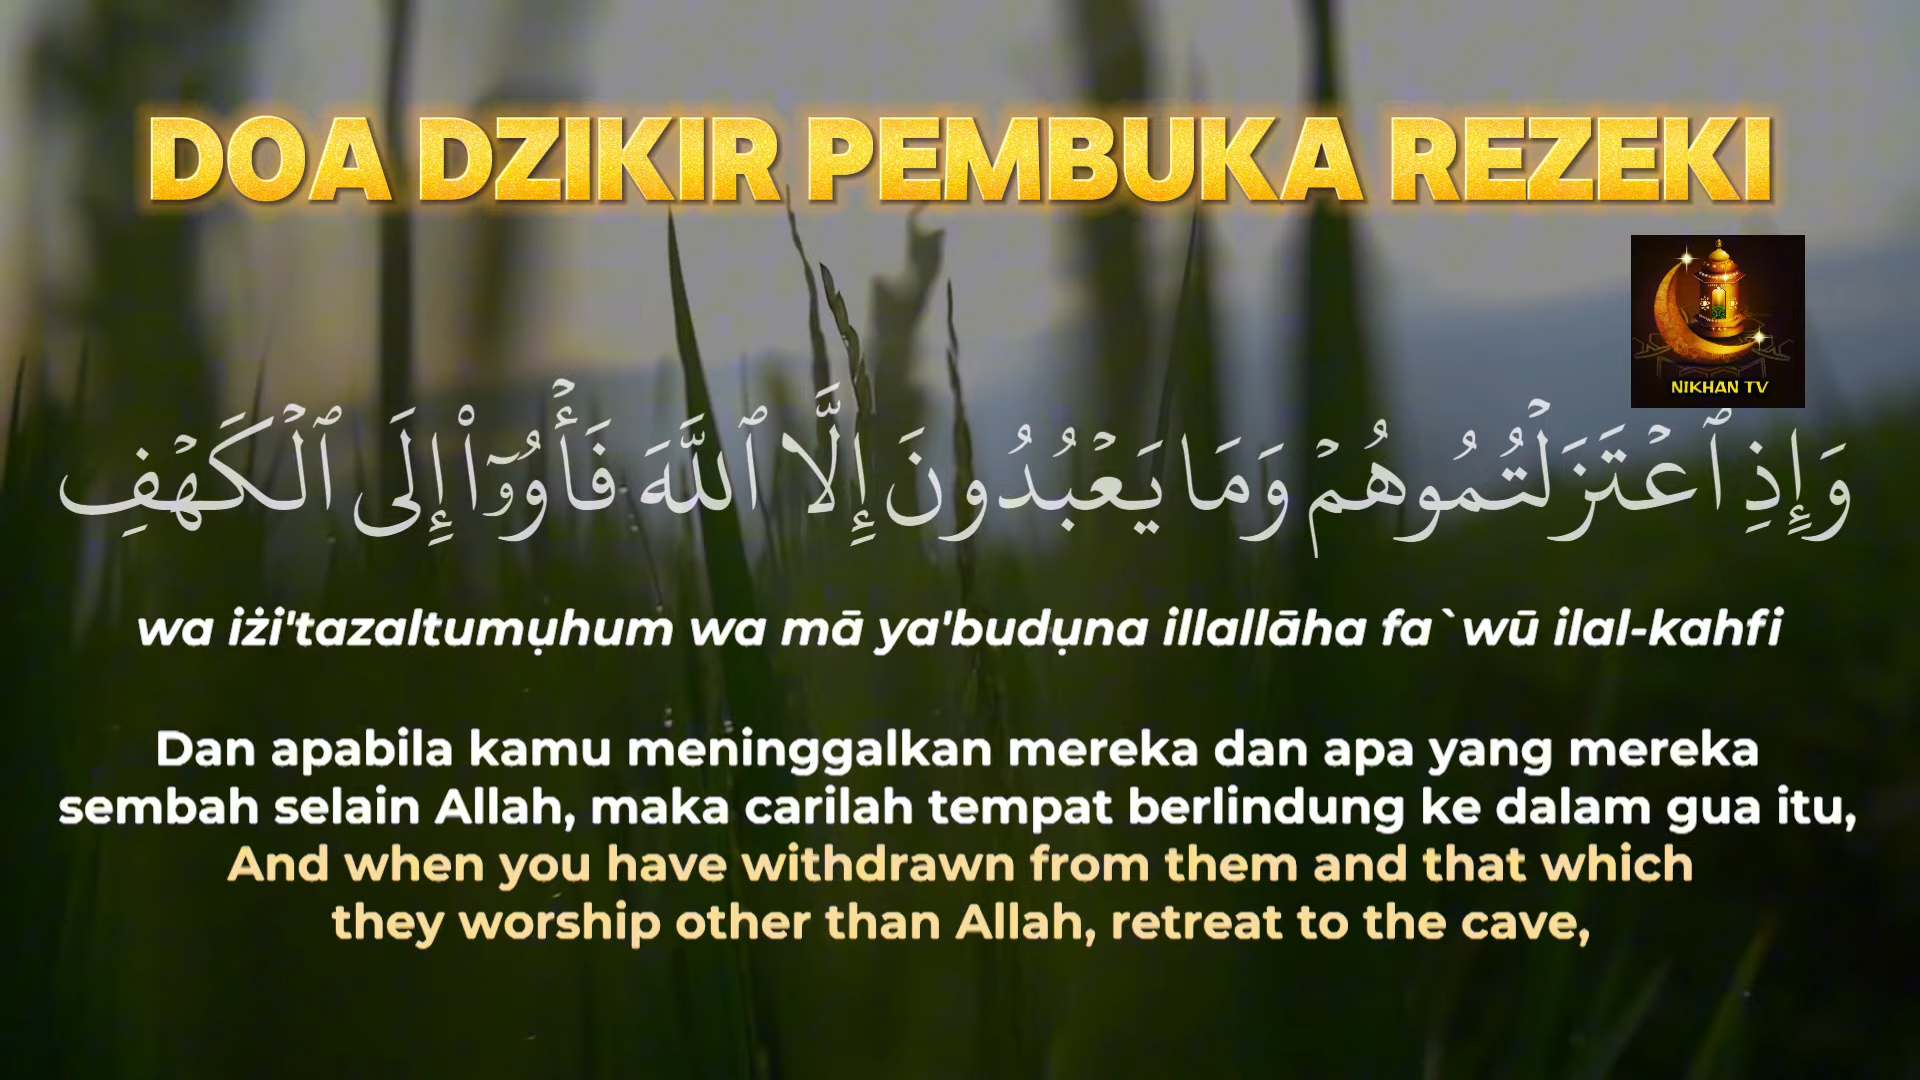 DOA DZIKIR PEMBUKA REZEKI
NIKHAN TV
وَإِذِ ٱعْتَزَلْتُمُوهُمْ وَمَا يَعْبُدُونَ إِلَّا ٱللَّهَ فَأْوُۥٓا۟ إِلَى ٱلْكَهْفِ
wa iżi'tazaltumụhum wa mā ya'budụna illallāha fa`wū ilal-kahfi
Dan apabila kamu meninggalkan mereka dan apa yang mereka
sembah selain Allah, maka carilah tempat berlindung ke dalam gua itu,
And when you have withdrawn from them and that which
they worship other than Allah, retreat to the cave,